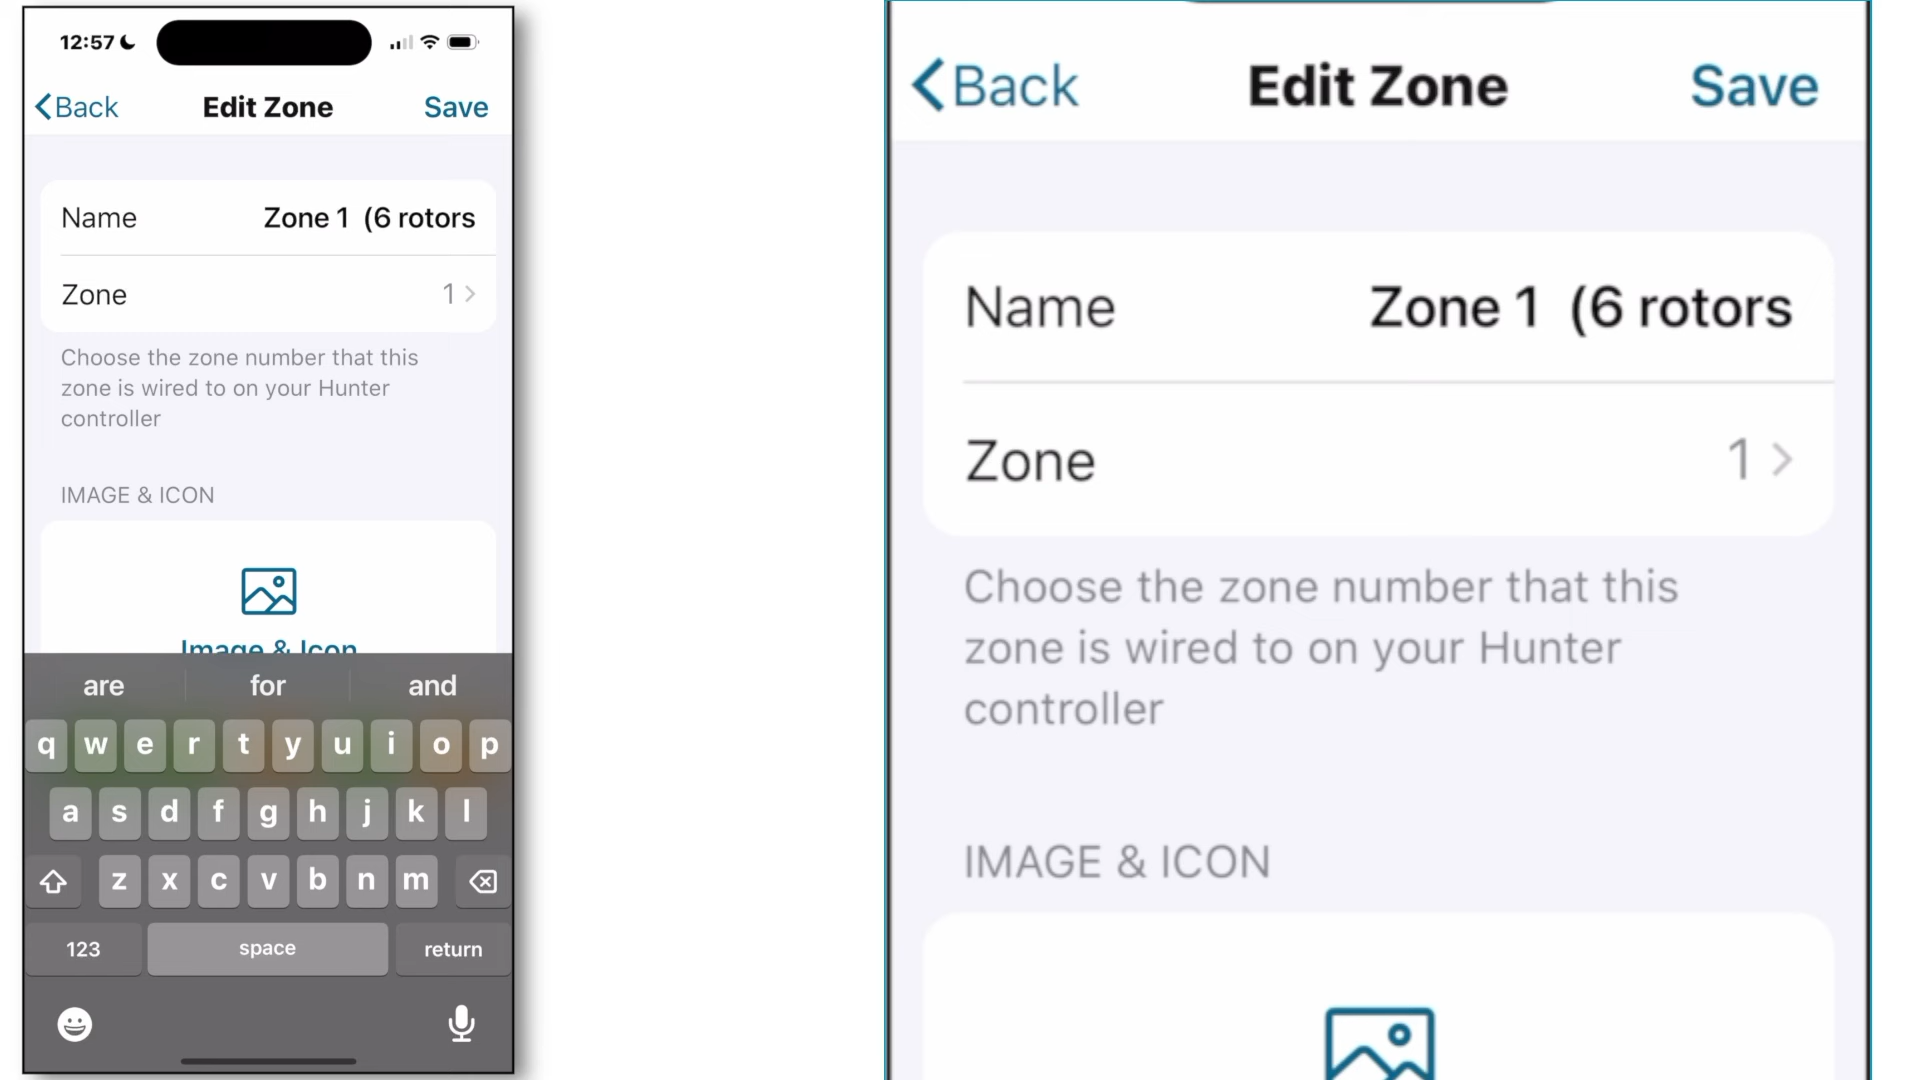 12:57
Back Edit Zone Save
Name Zone 1  (6 rotors
Zone 1
Choose the zone number that this
zone is wired to on your Hunter
controller
IMAGE & ICON
Image & Icon
are for and
q w e r t y u i o p
a s d f g h j k l
z x c v b n m
123 space return
Back Edit Zone Save
Name Zone 1  (6 rotors
Zone 1
Choose the zone number that this
zone is wired to on your Hunter
controller
IMAGE & ICON